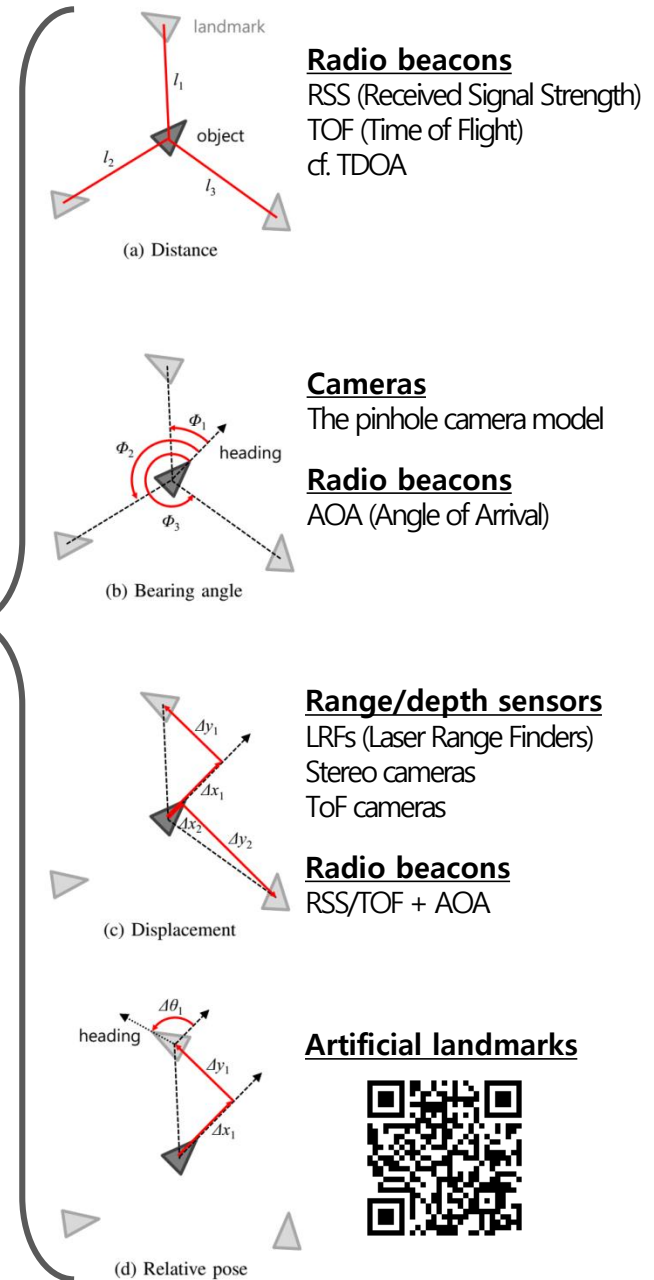 landmark
l1
object
l2
l3
(a) Distance
Radio beacons
RSS (Received Signal Strength)
TOF (Time of Flight)
cf. TDOA
Φ1
heading
Φ2
Φ3
(b) Bearing angle
Cameras
The pinhole camera model
Radio beacons
AOA (Angle of Arrival)
Δy1
Δx1
Δx2
Δy2
(c) Displacement
Range/depth sensors
LRFs (Laser Range Finders)
Stereo cameras
ToF cameras
Radio beacons
RSS/TOF + AOA
Δθ1
heading
Δy1
Δx1
(d) Relative pose
Artificial landmarks